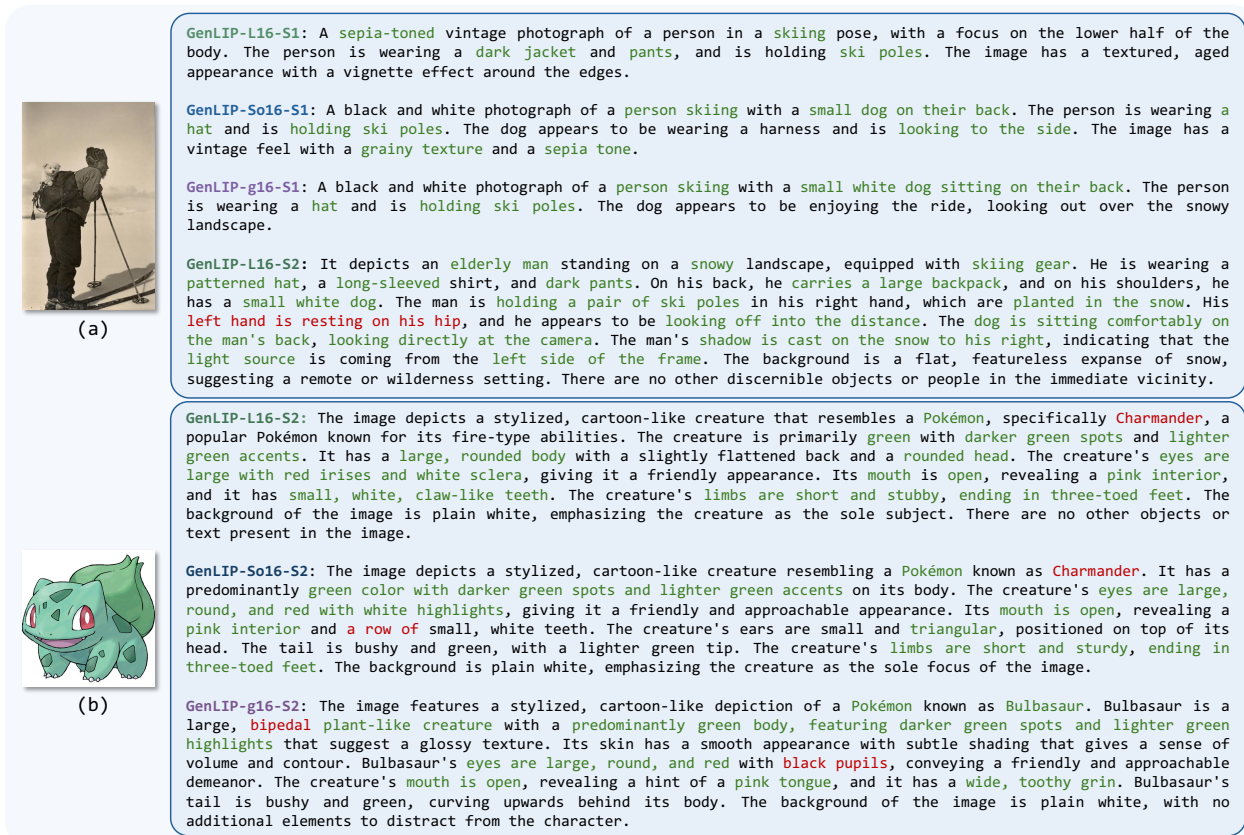 GenLIP-L16-S1: A sepia-toned vintage photograph of a person in a skiing pose, with a focus on the lower half of the
body. The person is wearing a dark jacket and pants, and is holding ski poles. The image has a textured, aged
appearance with a vignette effect around the edges.
GenLIP-So16-S1: A black and white photograph of a person skiing with a small dog on their back. The person is wearing a
hat and is holding ski poles. The dog appears to be wearing a harness and is looking to the side. The image has a
vintage feel with a grainy texture and a sepia tone.
GenLIP-g16-S1: A black and white photograph of a person skiing with a small white dog sitting on their back. The person
is wearing a hat and is holding ski poles. The dog appears to be enjoying the ride, looking out over the snowy
landscape.
GenLIP-L16-S2: It depicts an elderly man standing on a snowy landscape, equipped with skiing gear. He is wearing a
patterned hat, a long-sleeved shirt, and dark pants. On his back, he carries a large backpack, and on his shoulders, he
has a small white dog. The man is holding a pair of ski poles in his right hand, which are planted in the snow. His
left hand is resting on his hip, and he appears to be looking off into the distance. The dog is sitting comfortably on
the man's back, looking directly at the camera. The man's shadow is cast on the snow to his right, indicating that the
light source is coming from the left side of the frame. The background is a flat, featureless expanse of snow,
suggesting a remote or wilderness setting. There are no other discernible objects or people in the immediate vicinity.
(a)
GenLIP-L16-S2: The image depicts a stylized, cartoon-like creature that resembles a Pokémon, specifically Charmander, a
popular Pokémon known for its fire-type abilities. The creature is primarily green with darker green spots and lighter
green accents. It has a large, rounded body with a slightly flattened back and a rounded head. The creature's eyes are
large with red irises and white sclera, giving it a friendly appearance. Its mouth is open, revealing a pink interior,
and it has small, white, claw-like teeth. The creature's limbs are short and stubby, ending in three-toed feet. The
background of the image is plain white, emphasizing the creature as the sole subject. There are no other objects or
text present in the image.
GenLIP-So16-S2: The image depicts a stylized, cartoon-like creature resembling a Pokémon known as Charmander. It has a
predominantly green color with darker green spots and lighter green accents on its body. The creature's eyes are large,
round, and red with white highlights, giving it a friendly and approachable appearance. Its mouth is open, revealing a
pink interior and a row of small, white teeth. The creature's ears are small and triangular, positioned on top of its
head. The tail is bushy and green, with a lighter green tip. The creature's limbs are short and sturdy, ending in
three-toed feet. The background is plain white, emphasizing the creature as the sole focus of the image.
GenLIP-g16-S2: The image features a stylized, cartoon-like depiction of a Pokémon known as Bulbasaur. Bulbasaur is a
large, bipedal plant-like creature with a predominantly green body, featuring darker green spots and lighter green
highlights that suggest a glossy texture. Its skin has a smooth appearance with subtle shading that gives a sense of
volume and contour. Bulbasaur's eyes are large, round, and red with black pupils, conveying a friendly and approachable
demeanor. The creature's mouth is open, revealing a hint of a pink tongue, and it has a wide, toothy grin. Bulbasaur's
tail is bushy and green, curving upwards behind its body. The background of the image is plain white, with no
additional elements to distract from the character.
(b)